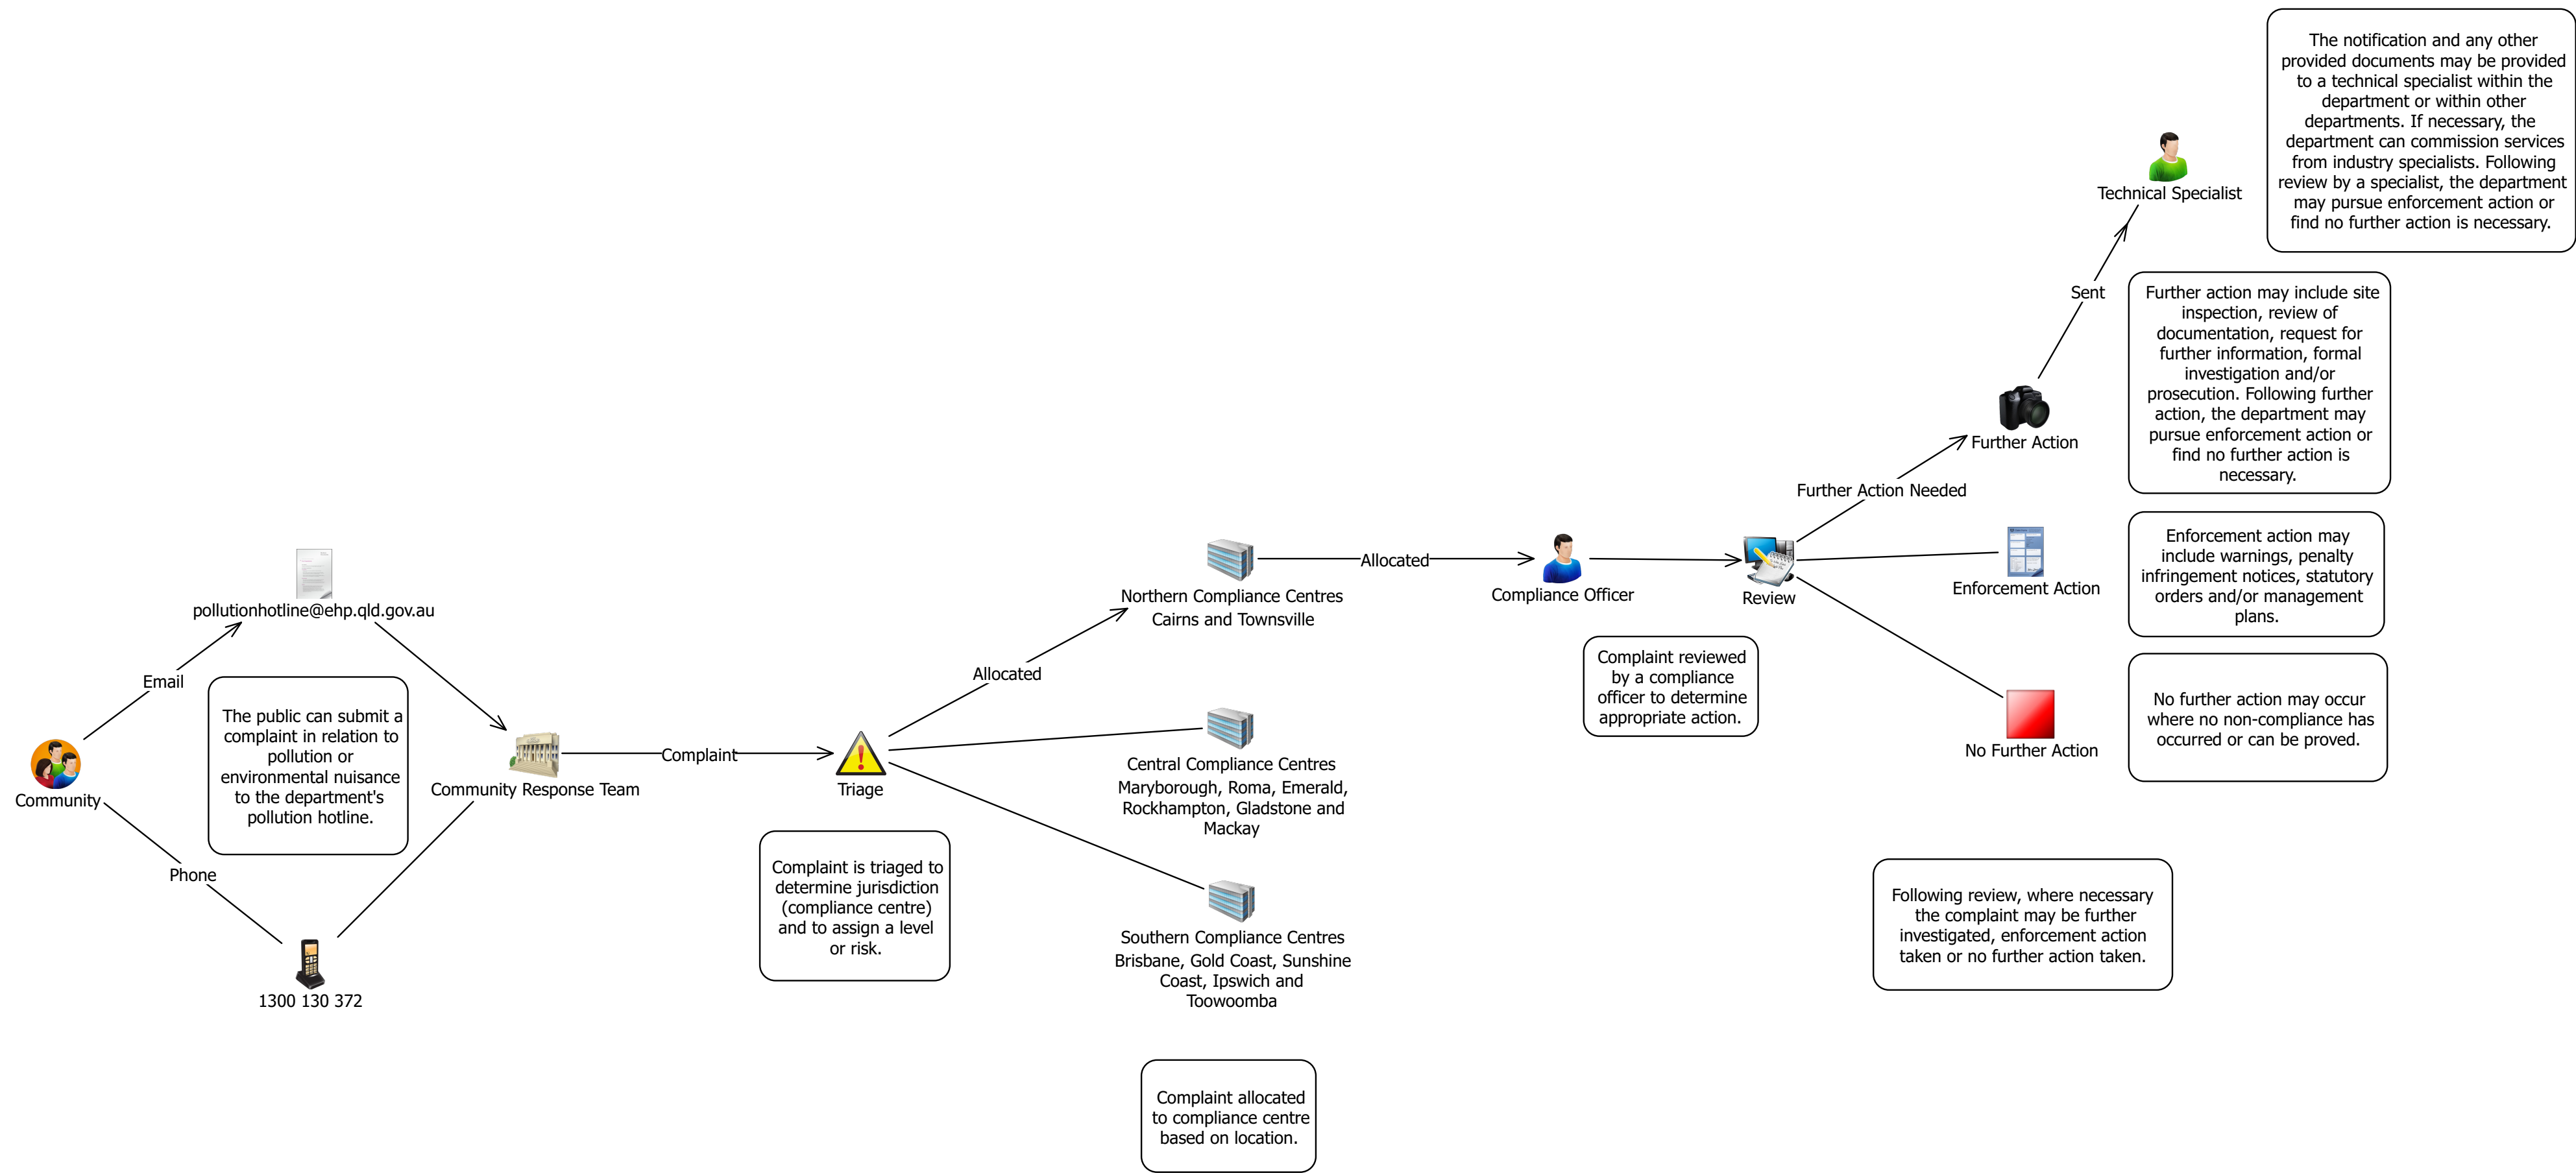 The notification and any other
provided documents may be provided
to a technical specialist within the
department or within other
departments. If necessary, the
department can commission services
from industry specialists. Following
review by a specialist, the department
may pursue enforcement action or
find no further action is necessary.
Technical Specialist
Sent
Further action may include site
inspection, review of
documentation, request for
further information, formal
investigation and/or
prosecution. Following further
action, the department may
pursue enforcement action or
find no further action is
necessary.
Further Action
Further Action Needed
Enforcement action may
include warnings, penalty
infringement notices, statutory
orders and/or management
plans.
Enforcement Action
Review
Compliance Officer
Allocated
Northern Compliance Centres
Cairns and Townsville
pollutionhotline@ehp.qld.gov.au
Email
The public can submit a
complaint in relation to
pollution or
environmental nuisance
to the department's
pollution hotline.
Allocated
Complaint reviewed
by a compliance
officer to determine
appropriate action.
No further action may occur
where no non-compliance has
occurred or can be proved.
No Further Action
Community
Community Response Team
Complaint
Triage
Central Compliance Centres
Maryborough, Roma, Emerald,
Rockhampton, Gladstone and
Mackay
Phone
1300 130 372
Complaint is triaged to
determine jurisdiction
(compliance centre)
and to assign a level
or risk.
Southern Compliance Centres
Brisbane, Gold Coast, Sunshine
Coast, Ipswich and
Toowoomba
Following review, where necessary
the complaint may be further
investigated, enforcement action
taken or no further action taken.
Complaint allocated
to compliance centre
based on location.